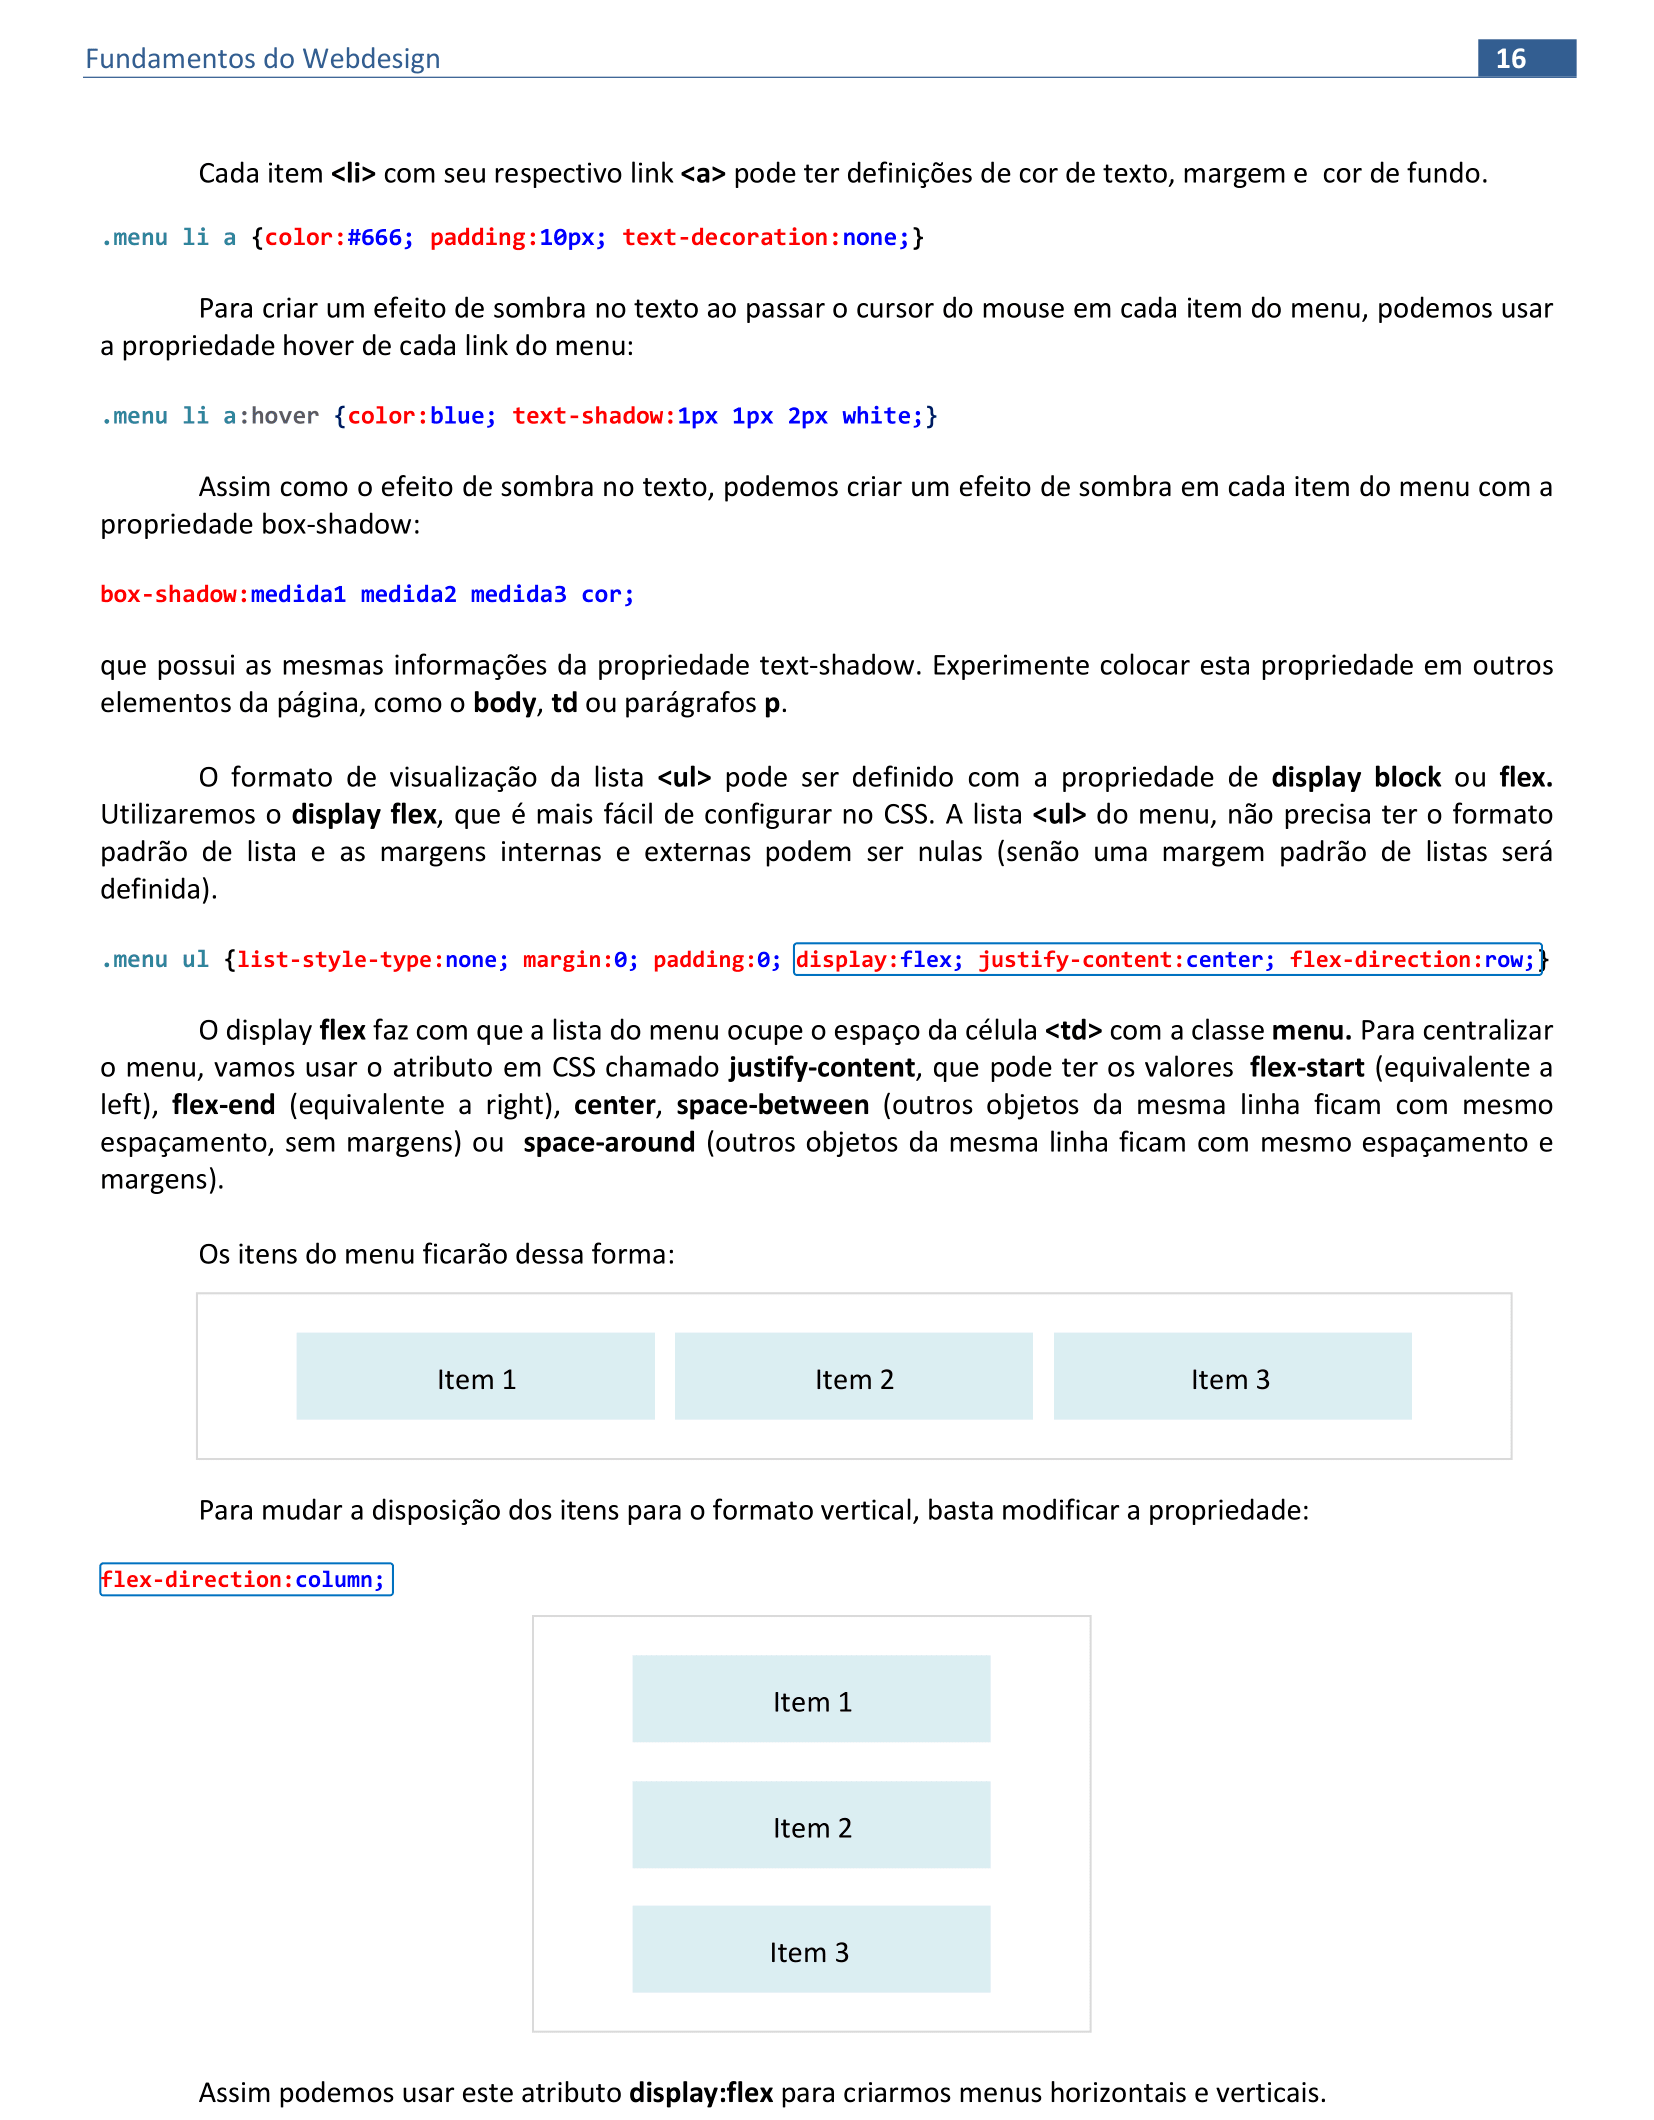 Fundamentos do Webdesign
16
Cada item <li> com seu respectivo link <a> pode ter definições de cor de texto, margem e  cor de fundo.
.menu li a {color:#666; padding:10px; text-decoration:none;}
Para criar um efeito de sombra no texto ao passar o cursor do mouse em cada item do menu, podemos usar
a propriedade hover de cada link do menu:
.menu li a:hover {color:blue; text-shadow:1px 1px 2px white;}
Assim como o efeito de sombra no texto, podemos criar um efeito de sombra em cada item do menu com a
propriedade box-shadow:
box-shadow:medida1 medida2 medida3 cor;
que possui as mesmas informações da propriedade text-shadow. Experimente colocar esta propriedade em outros
elementos da página, como o body, td ou parágrafos p.
O formato de visualização da lista <ul> pode ser definido com a propriedade de display block ou flex.
Utilizaremos o display flex, que é mais fácil de configurar no CSS. A lista <ul> do menu, não precisa ter o formato
padrão de lista e as margens internas e externas podem ser nulas (senão uma margem padrão de listas será
definida).
.menu ul {list-style-type:none; margin:0; padding:0; display:flex; justify-content:center; flex-direction:row;}
O display flex faz com que a lista do menu ocupe o espaço da célula <td> com a classe menu. Para centralizar
o menu, vamos usar o atributo em CSS chamado justify-content, que pode ter os valores  flex-start (equivalente a
left), flex-end (equivalente a right), center, space-between (outros objetos da mesma linha ficam com mesmo
espaçamento, sem margens) ou  space-around (outros objetos da mesma linha ficam com mesmo espaçamento e
margens).
Os itens do menu ficarão dessa forma:
Item 1 Item 2 Item 3
Para mudar a disposição dos itens para o formato vertical, basta modificar a propriedade:
flex-direction:column;
Item 1
Item 2
Item 3
Assim podemos usar este atributo display:flex para criarmos menus horizontais e verticais.